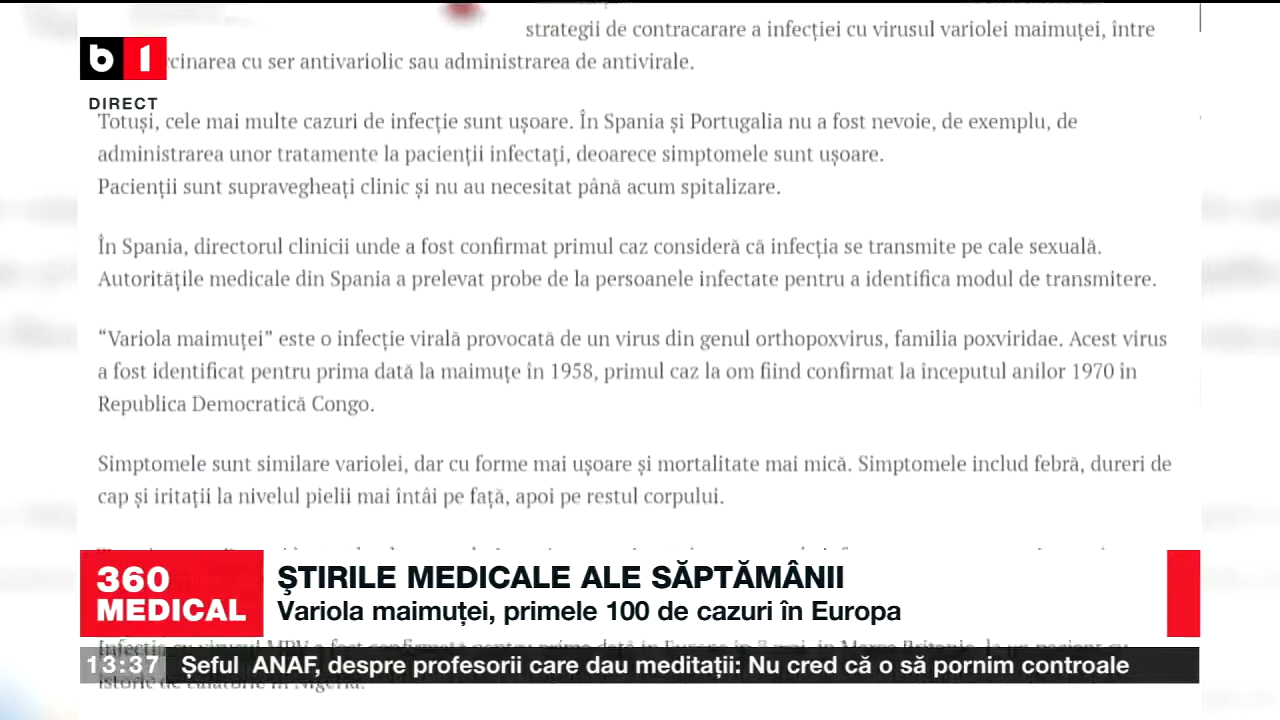 strategii de contracarare a infecției cu virusul variolei maimuței, între
b 1
rcinarea cu ser antivariolic sau administrarea de antivirale.
DIRECT
Totuși, cele mai multe cazuri de infecție sunt ușoare. În Spania și Portugalia nu a fost nevoie, de exemplu, de
administrarea unor tratamente la pacienții infectați, deoarece simptomele sunt ușoare.
Pacienții sunt supravegheați clinic și nu au necesitat până acum spitalizare.
În Spania, directorul clinicii unde a fost confirmat primul caz consideră că infecția se transmite pe cale sexuală.
Autoritățile medicale din Spania a prelevat probe de la persoanele infectate pentru a identifica modul de transmitere.
“Variola maimuței” este o infecție virală provocată de un virus din genul orthopoxvirus, familia poxviridae. Acest virus
a fost identificat pentru prima dată la maimuțe în 1958, primul caz la om fiind confirmat la începutul anilor 1970 în
Republica Democratică Congo.
Simptomele sunt similare variolei, dar cu forme mai ușoare și mortalitate mai mică. Simptomele includ febră, dureri de
cap și iritații la nivelul pielii mai întâi pe față, apoi pe restul corpului.
360
MEDICAL
ŞTIRILE MEDICALE ALE SĂPTĂMÂNII
Variola maimuței, primele 100 de cazuri în Europa
13:37 Șeful ANAF, despre profesorii care dau meditații: Nu cred că o să pornim controale